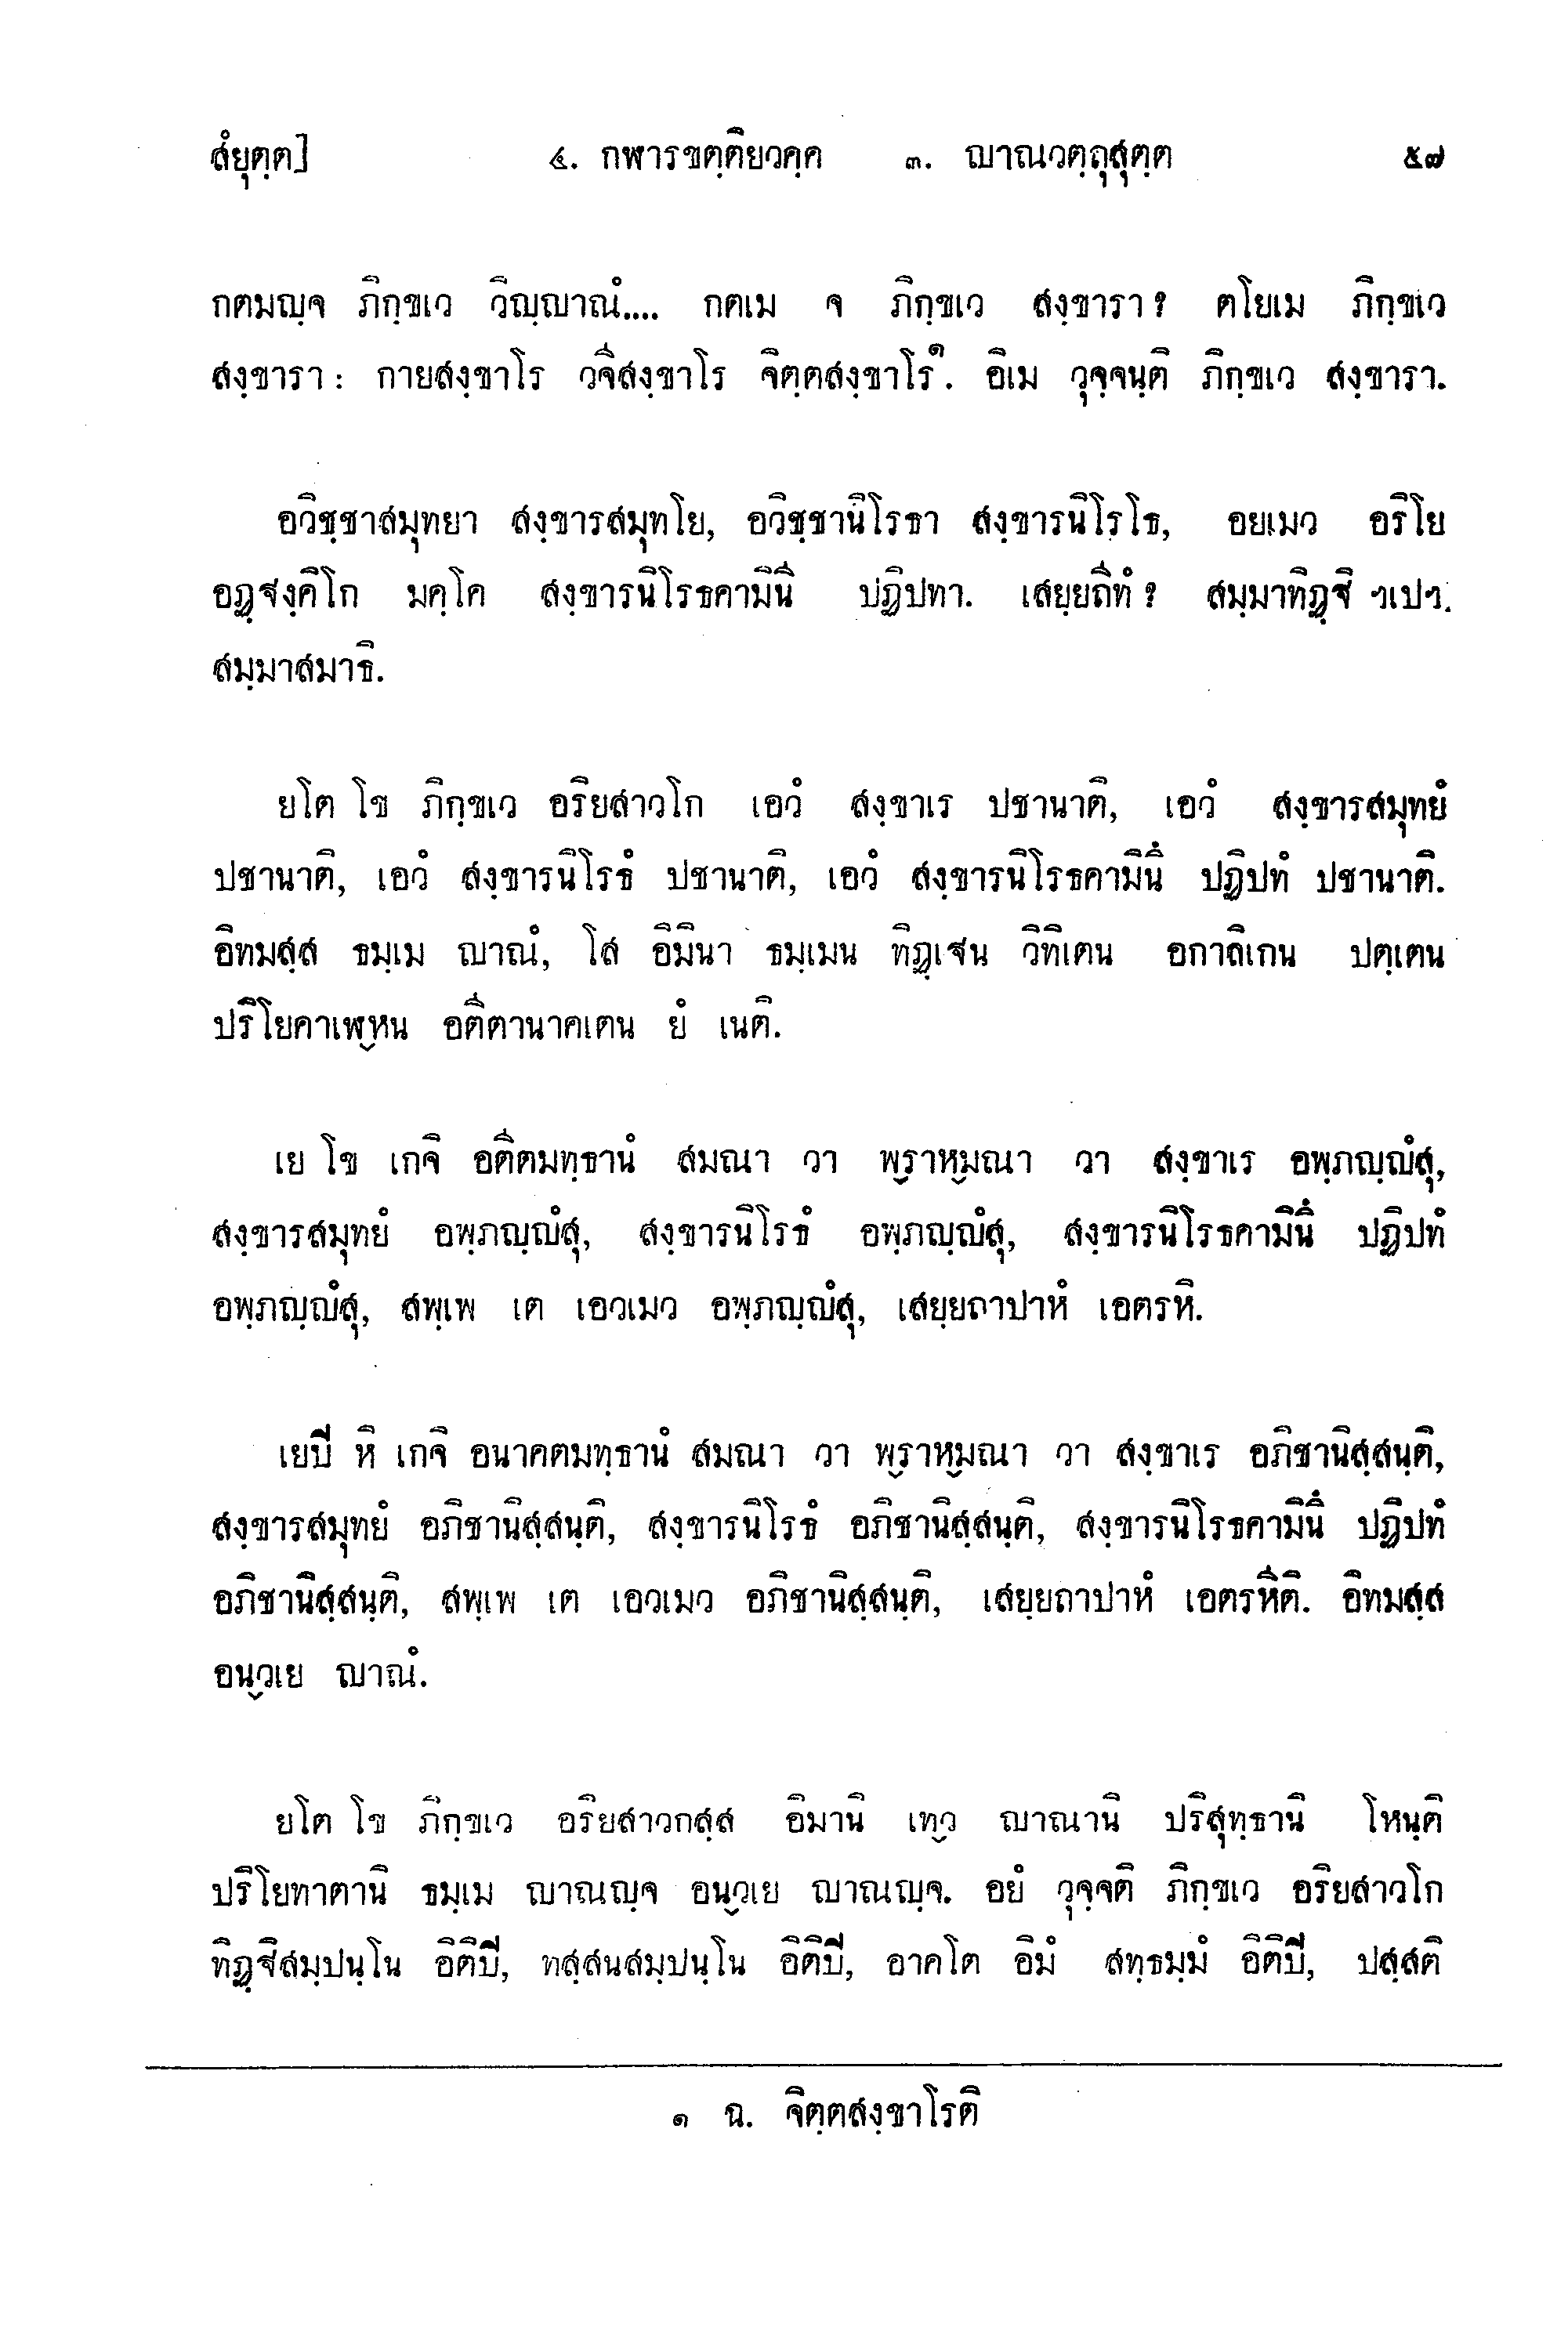 สํยุตฺต]   ๔. กฬารขตฺติยวคฺค   ๓. ญาณวตฺถุสุตฺต   ๕๗
กตมญฺจ ภิกฺขเว วิญฺญาณํ.... กตเม จ ภิกฺขเว สงฺขารา ? ตโยเม ภิกฺขเว
สงฺขารา : กายสงฺขาโร วจีสงฺขาโร จิตฺตสงฺขาโร๑. อิเม วุจฺจนฺติ ภิกฺขเว สงฺขารา.
อวิชฺชาสมุทยา สงฺขารสมุทโย, อวิชฺชานิโรธา สงฺขารนิโรโธ, อยเมว อริโย
อฏฺฐงฺคิโก มคฺโค สงฺขารนิโรธคามินี ปฏิปทา. เสยฺยถีทํ ? สมฺมาทิฏฺฐิ ฯเปฯ.
สมฺมาสมาธิ.
ยโต โข ภิกฺขเว อริยสาวโก เอวํ สงฺขาเร ปชานาติ, เอวํ สงฺขารสมุทยํ
ปชานาติ, เอวํ สงฺขารนิโรธํ ปชานาติ, เอวํ สงฺขารนิโรธคามินึ ปฏิปทํ ปชานาติ.
อิทมสฺส ธมฺเม ญาณํ, โส อิมินา ธมฺเมน ทิฏฺเฐน วิทิเตน อกาลิเกน ปตฺเตน
ปริโยคาเฬฺหน อตีตานาคเตน ยํ เนติ.
เย โข เกจิ อตีตมทฺธานํ สมณา วา พฺราหฺมณา วา สงฺขาเร อพฺภญฺญํสุ,
สงฺขารสมุทยํ อพฺภญฺญํสุ, สงฺขารนิโรธํ อพฺภญฺญํสุ, สงฺขารนิโรธคามินึ ปฏิปทํ
อพฺภญฺญํสุ, สพฺเพ เต เอวเมว อพฺภญฺญํสุ, เสยฺยถาปาหํ เอตรหิ.
เยปี หิ เกจิ อนาคตมทฺธานํ สมณา วา พฺราหฺมณา วา สงฺขาเร อภิชานิสฺสนฺติ,
สงฺขารสมุทยํ อภิชานิสฺสนฺติ, สงฺขารนิโรธํ อภิชานิสฺสนฺติ, สงฺขารนิโรธคามินึ ปฏิปทํ
อภิชานิสฺสนฺติ, สพฺเพ เต เอวเมว อภิชานิสฺสนฺติ, เสยฺยถาปาหํ เอตรหีติ. อิทมสฺส
อนฺวเย ญาณํ.
ยโต โข ภิกฺขเว อริยสาวกสฺส อิมานิ เทฺว ญาณานิ ปริสุทฺธานิ โหนฺติ
ปริโยทาตานิ ธมฺเม ญาณญฺจ อนฺวเย ญาณญฺจ. อยํ วุจฺจติ ภิกฺขเว อริยสาวโก
ทิฏฺฐิสมฺปนฺโน อิติปี, ทสฺสนสมฺปนฺโน อิติปี, อาคโต อิมํ สทฺธมฺมํ อิติปี, ปสฺสติ
๑ ฉ. จิตฺตสงฺขาโรติ